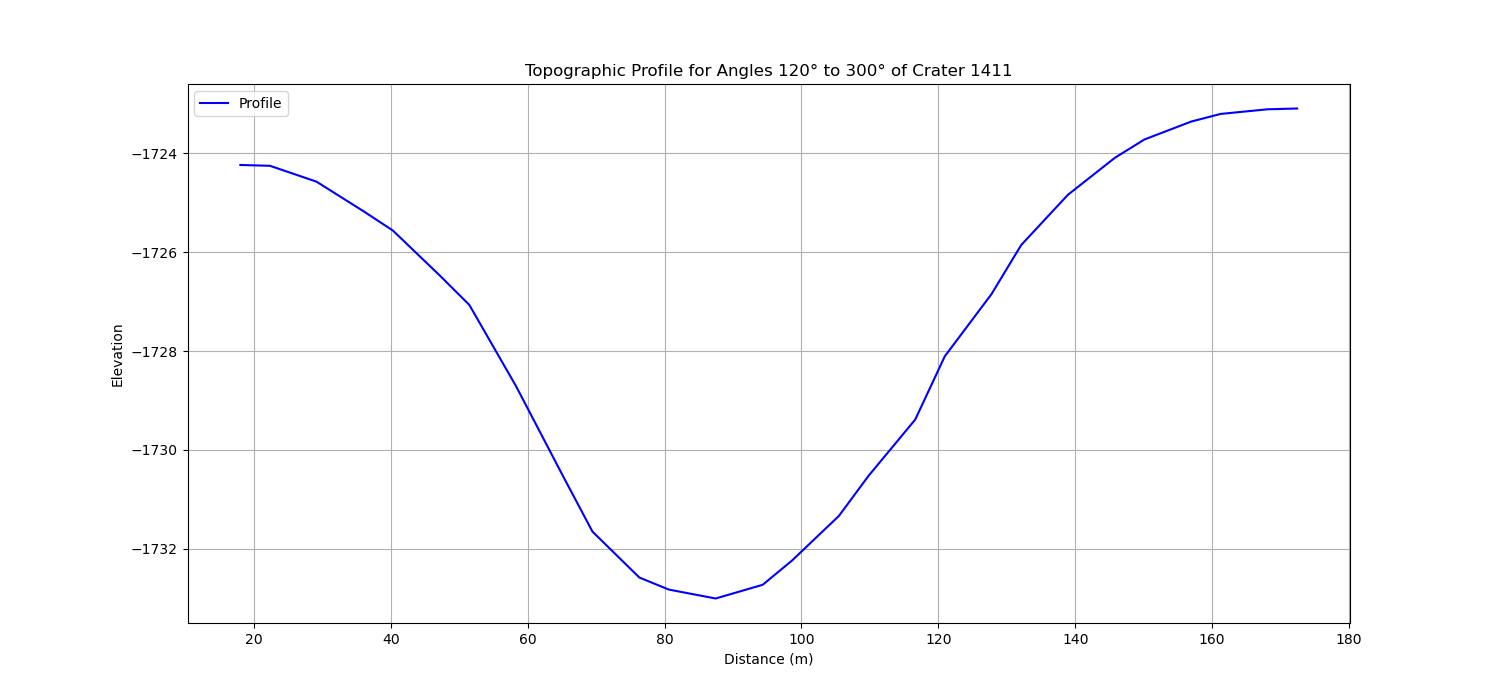 Topographic Profile for Angles 120° to 300° of Crater 1411
Profile
−1724
−1726
−1728
−1730
−1732
Elevation
20 40 60 80 100 120 140 160 180
Distance (m)